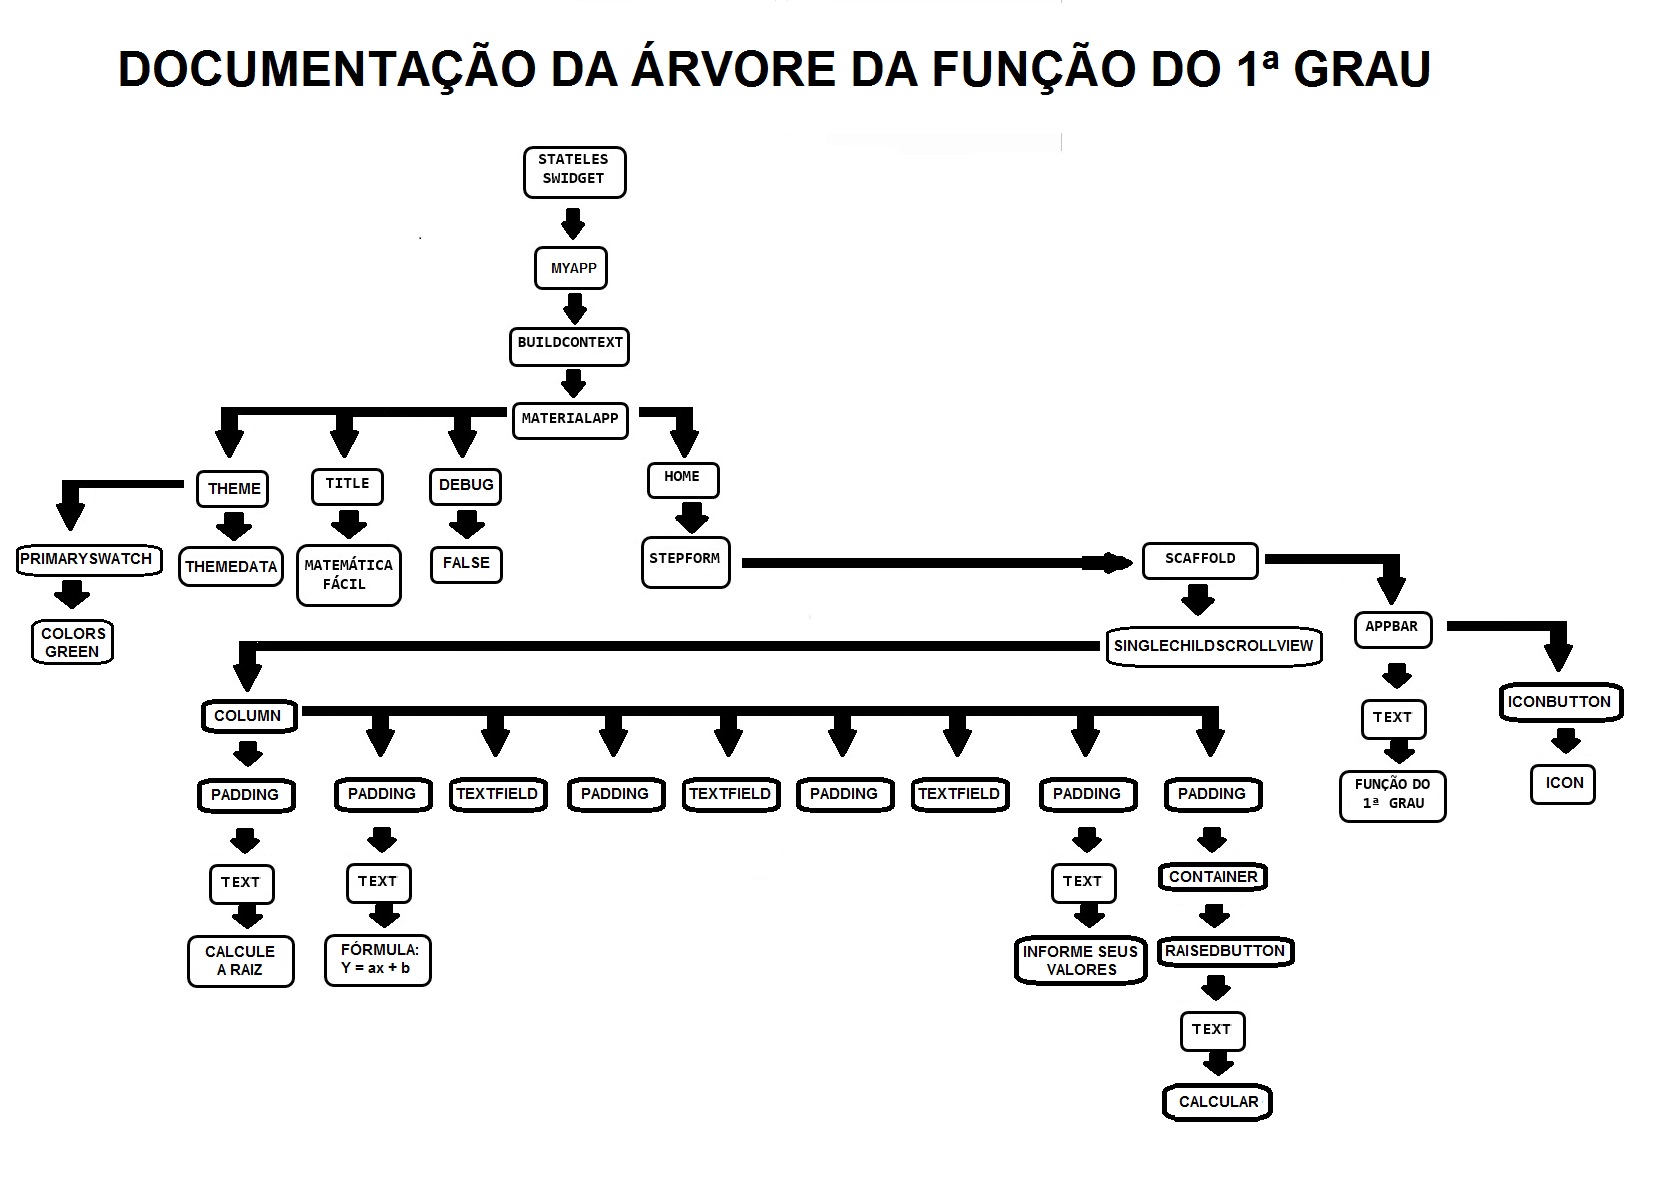 DOCUMENTAÇÃO DA ÁRVORE DA FUNÇÃO DO 1ª GRAU
STATELES
SWIDGET
MYAPP
BUILDCONTEXT
MATERIALAPP
THEME
TITLE
DEBUG
HOME
PRIMARYSWATCH
THEMEDATA
MATEMÁTICA
FÁCIL
FALSE
STEPFORM
SCAFFOLD
COLORS
GREEN
SINGLECHILDSCROLLVIEW
APPBAR
COLUMN
TEXT
ICONBUTTON
PADDING
PADDING
TEXTFIELD
PADDING
TEXTFIELD
PADDING
TEXTFIELD
PADDING
PADDING
FUNÇÃO DO
1ª GRAU
ICON
TEXT
TEXT
TEXT
CONTAINER
CALCULE
A RAIZ
FÓRMULA:
Y = ax + b
INFORME SEUS
VALORES
RAISEDBUTTON
TEXT
CALCULAR